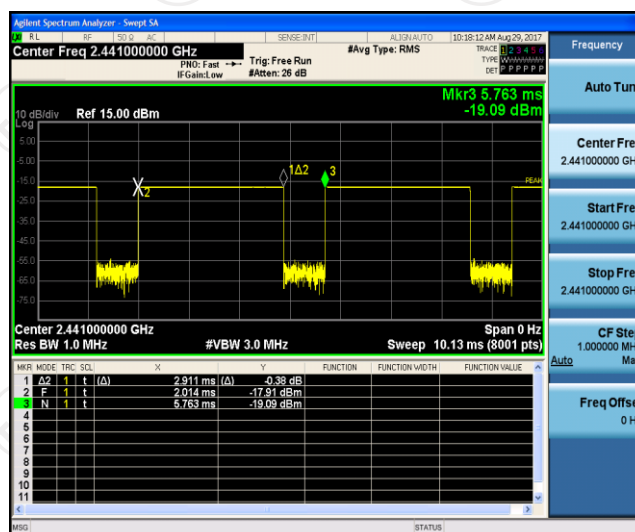 Agilent Spectrum Analyzer - Swept SA
RL RF 50 Ω AC SENSE:INT ALIGN AUTO 10:18:12 AM Aug 29, 2017
Center Freq 2.441000000 GHz
PNO: Fast
IFGain:Low
Trig: Free Run
#Atten: 26 dB
#Avg Type: RMS
TRACE 1 2 3 4 5 6
TYPE
DET P P P P P P
Mkr3 5.763 ms
-19.09 dBm
10 dB/div Ref 15.00 dBm
Log
5.00
-5.00
-15.0
-25.0
-35.0
-45.0
-55.0
-65.0
-75.0
2
1Δ2
3
PEAK
Center 2.441000000 GHz Span 0 Hz
Res BW 1.0 MHz #VBW 3.0 MHz Sweep 10.13 ms (8001 pts)
MKR MODE TRC SCL X Y FUNCTION FUNCTION WIDTH FUNCTION VALUE
1 Δ2 1 t (Δ) 2.911 ms (Δ) -0.38 dB
2 F 1 t 2.014 ms -17.91 dBm
3 N 1 t 5.763 ms -19.09 dBm
4
5
6
7
8
9
10
11
MSG STATUS
Frequency
Auto Tun
Center Fre
2.441000000 GH
Start Fre
2.441000000 GH
Stop Fre
2.441000000 GH
CF Ste
1.000000 MH
Auto Ma
Freq Offse
0 H